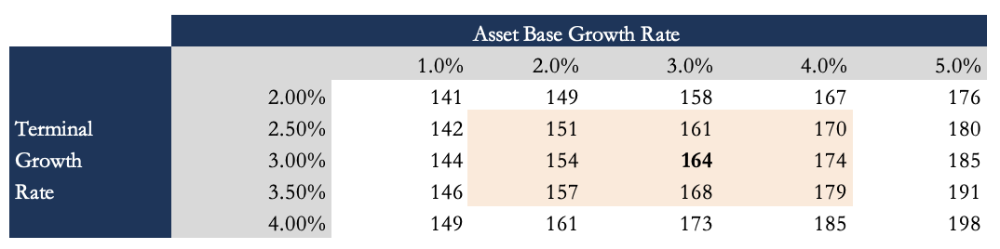 Asset Base Growth Rate
1.0% 2.0% 3.0% 4.0% 5.0%
2.00% 141 149 158 167 176
Terminal 2.50% 142 151 161 170 180
Growth 3.00% 144 154 164 174 185
Rate 3.50% 146 157 168 179 191
4.00% 149 161 173 185 198